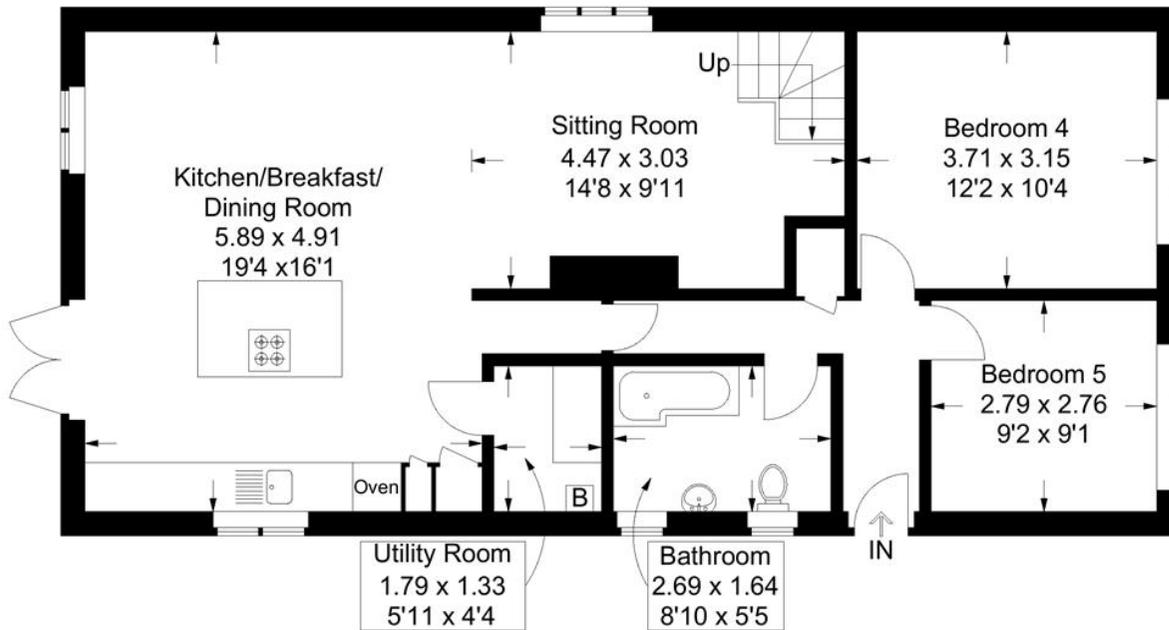 Up
Sitting Room
4.47 x 3.03
14'8 x 9'11
Bedroom 4
3.71 x 3.15
12'2 x 10'4
Kitchen/Breakfast/
Dining Room
5.89 x 4.91
19'4 x16'1
Bedroom 5
2.79 x 2.76
9'2 x 9'1
Oven
B
IN
Utility Room
1.79 x 1.33
5'11 x 4'4
Bathroom
2.69 x 1.64
8'10 x 5'5